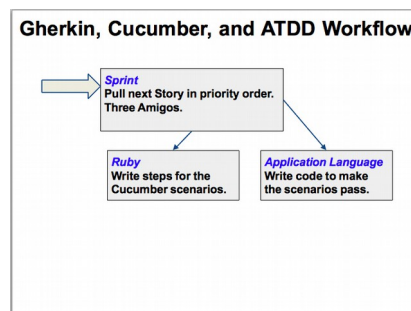 Gherkin, Cucumber, and ATDD Workflow
Sprint
Pull next Story in priority order.
Three Amigos.
Ruby
Write steps for the
Cucumber scenarios.
Application Language
Write code to make
the scenarios pass.